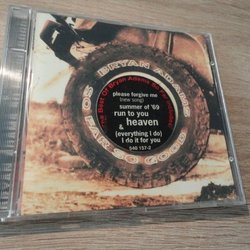 BRYAN ADAMS
SO FAR SO GOOD
The Best Of Bryan Adams
please forgive me
(new song)
summer of '69
run to you
heaven
&
(everything I do)
I do it for you
540 157-2